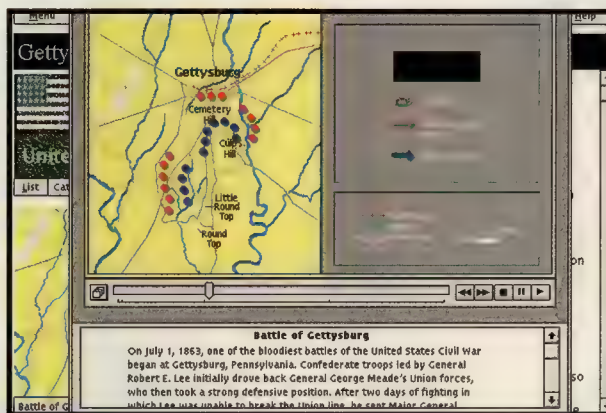 Menu
Help
Getty
Gettysburg
Cemetery
Hill
Culp's
Hill
Unite
List Cat
Little
Round
Top
Round
Top
on
Battle of Gettysburg
On July 1, 1863, one of the bloodiest battles of the United States Civil War
began at Gettysburg, Pennsylvania. Confederate troops led by General
Robert E. Lee initially drove back General George Meade's Union forces,
who then took a strong defensive position. After two days of fighting in
which Lee was unable to break the Union line, he sent Major General
so
Battle of G